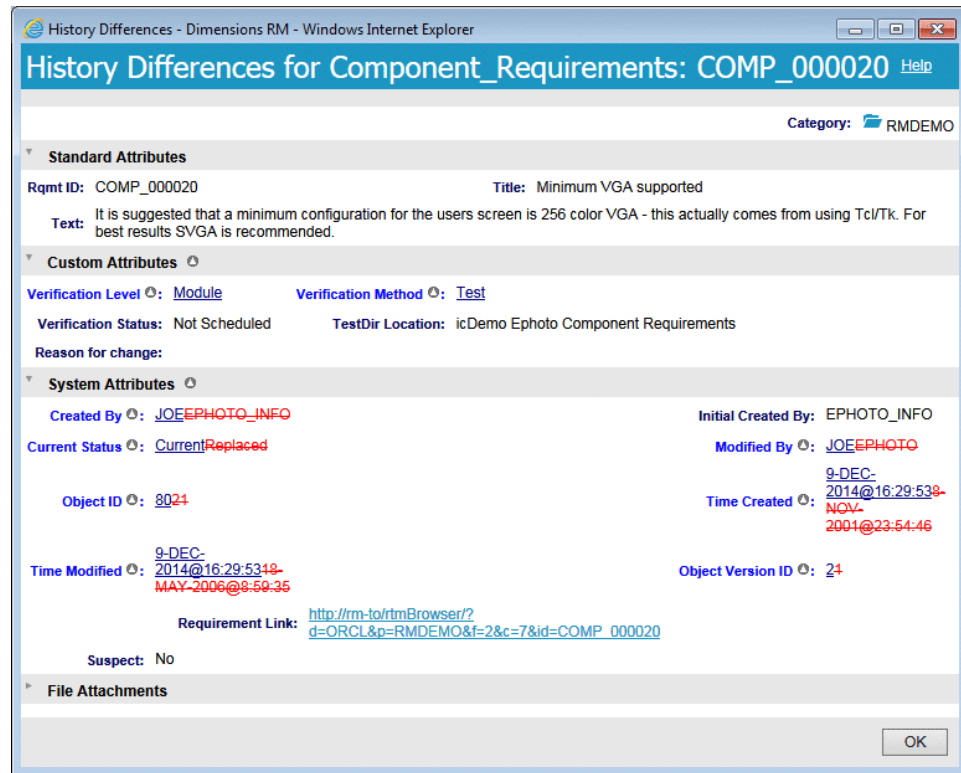 History Differences - Dimensions RM - Windows Internet Explorer
History Differences for Component_Requirements: COMP_000020 Help
Category: RMDEMO
Standard Attributes
Rqmt ID: COMP_000020 Title: Minimum VGA supported
Text: It is suggested that a minimum configuration for the users screen is 256 color VGA - this actually comes from using Tcl/Tk. For
best results SVGA is recommended.
Custom Attributes
Verification Level : Module Verification Method : Test
Verification Status: Not Scheduled TestDir Location: icDemo Ephoto Component Requirements
Reason for change:
System Attributes
Created By : JOEEPHOTO_INFO Initial Created By: EPHOTO_INFO
Current Status : CurrentReplaced Modified By : JOEEPHOTO
Object ID : 8021 Time Created : 9-DEC-
2014@16:29:538-
NOV-
2001@23:54:46
Time Modified : 9-DEC-
2014@16:29:5318-
MAY-2006@8:59:35
Object Version ID : 21
Requirement Link: http://rm-to/rtmBrowser/?
d=ORCL&p=RMDEMO&f=2&c=7&id=COMP_000020
Suspect: No
File Attachments
OK